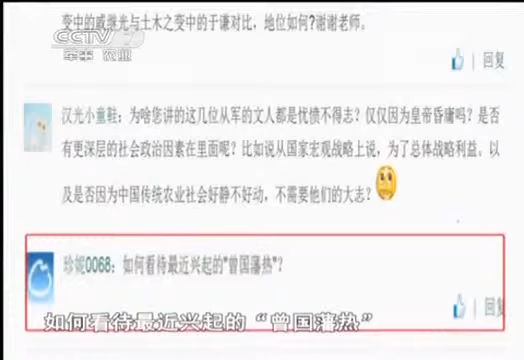 变中的戚继光与土木之变中的于谦对比，地位如何?谢谢老师。
CCTV 7
军事 农业
回复
汉光小童鞋：为啥您讲的这几位从军的文人都是忧愤不得志？仅仅因为皇帝昏庸吗？是否
有更深层的社会政治因素在里面呢？比如说从国家宏观战略上说，为了总体战略利益。以
及是否因为中国传统农业社会好静不好动，不需要他们的大志？
珍妮0068：如何看待最近兴起的"曾国藩热"？
回复
如何看待最近兴起的“曾国藩热”